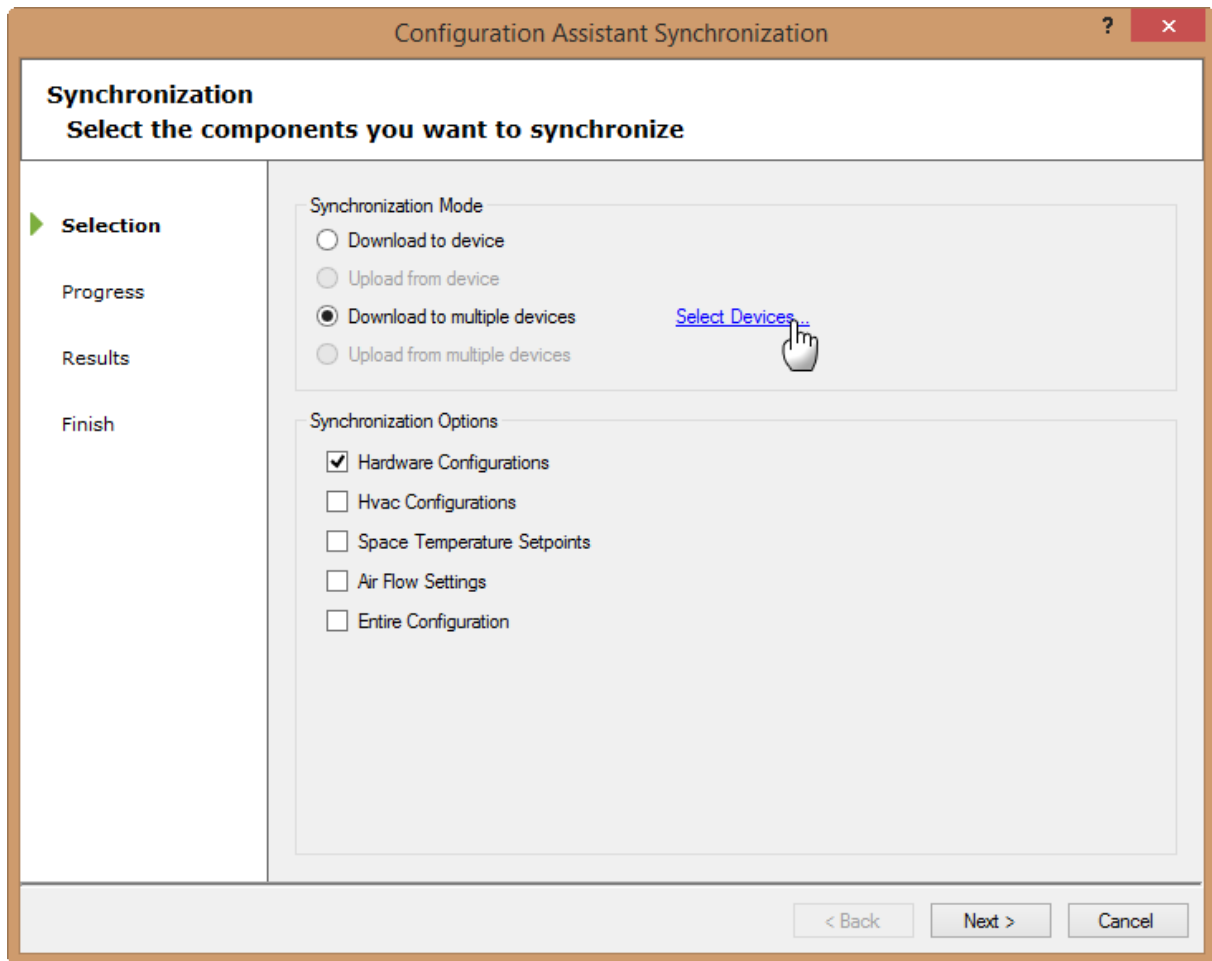 Configuration Assistant Synchronization
?
Synchronization
Select the components you want to synchronize
Selection
Progress
Results
Finish
Synchronization Mode
Download to device
Upload from device
Download to multiple devices Select Devices...
Upload from multiple devices
Synchronization Options
Hardware Configurations
Hvac Configurations
Space Temperature Setpoints
Air Flow Settings
Entire Configuration
< Back Next > Cancel